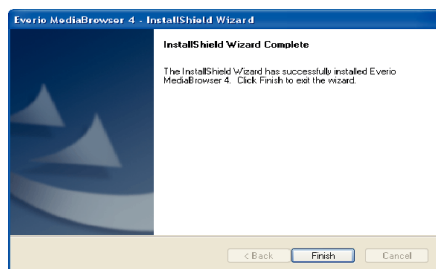 Everio MediaBrowser 4 - InstallShield Wizard
InstallShield Wizard Complete
The InstallShield Wizard has successfully installed Everio
MediaBrowser 4. Click Finish to exit the wizard.
< Back
Finish
Cancel